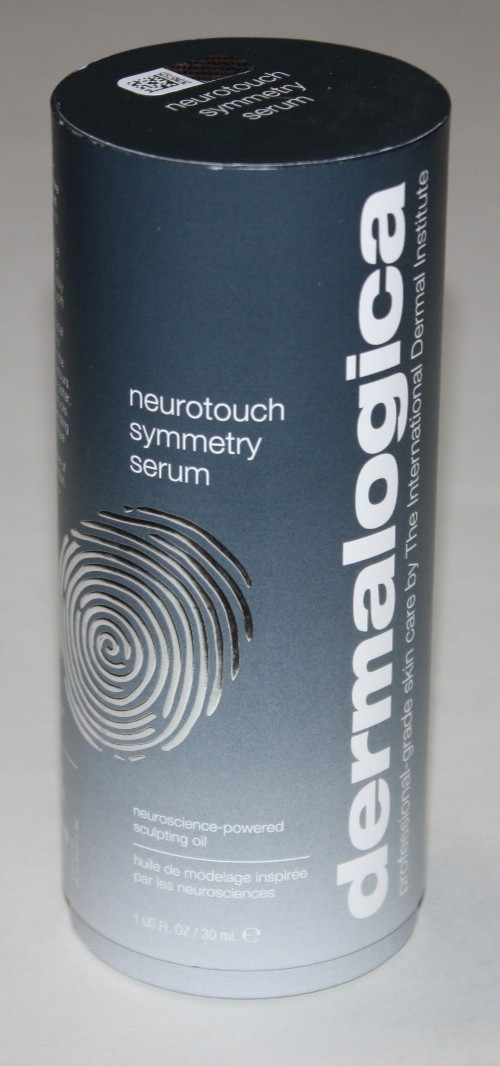 neurotouch
symmetry
serum
neurotouch
symmetry
serum
neuroscience-powered
sculpting oil
huile de modelage inspirée
par les neurosciences
1 US FL OZ / 30 mL ℮
dermalogica
professional-grade skin care by The International Dermal Institute